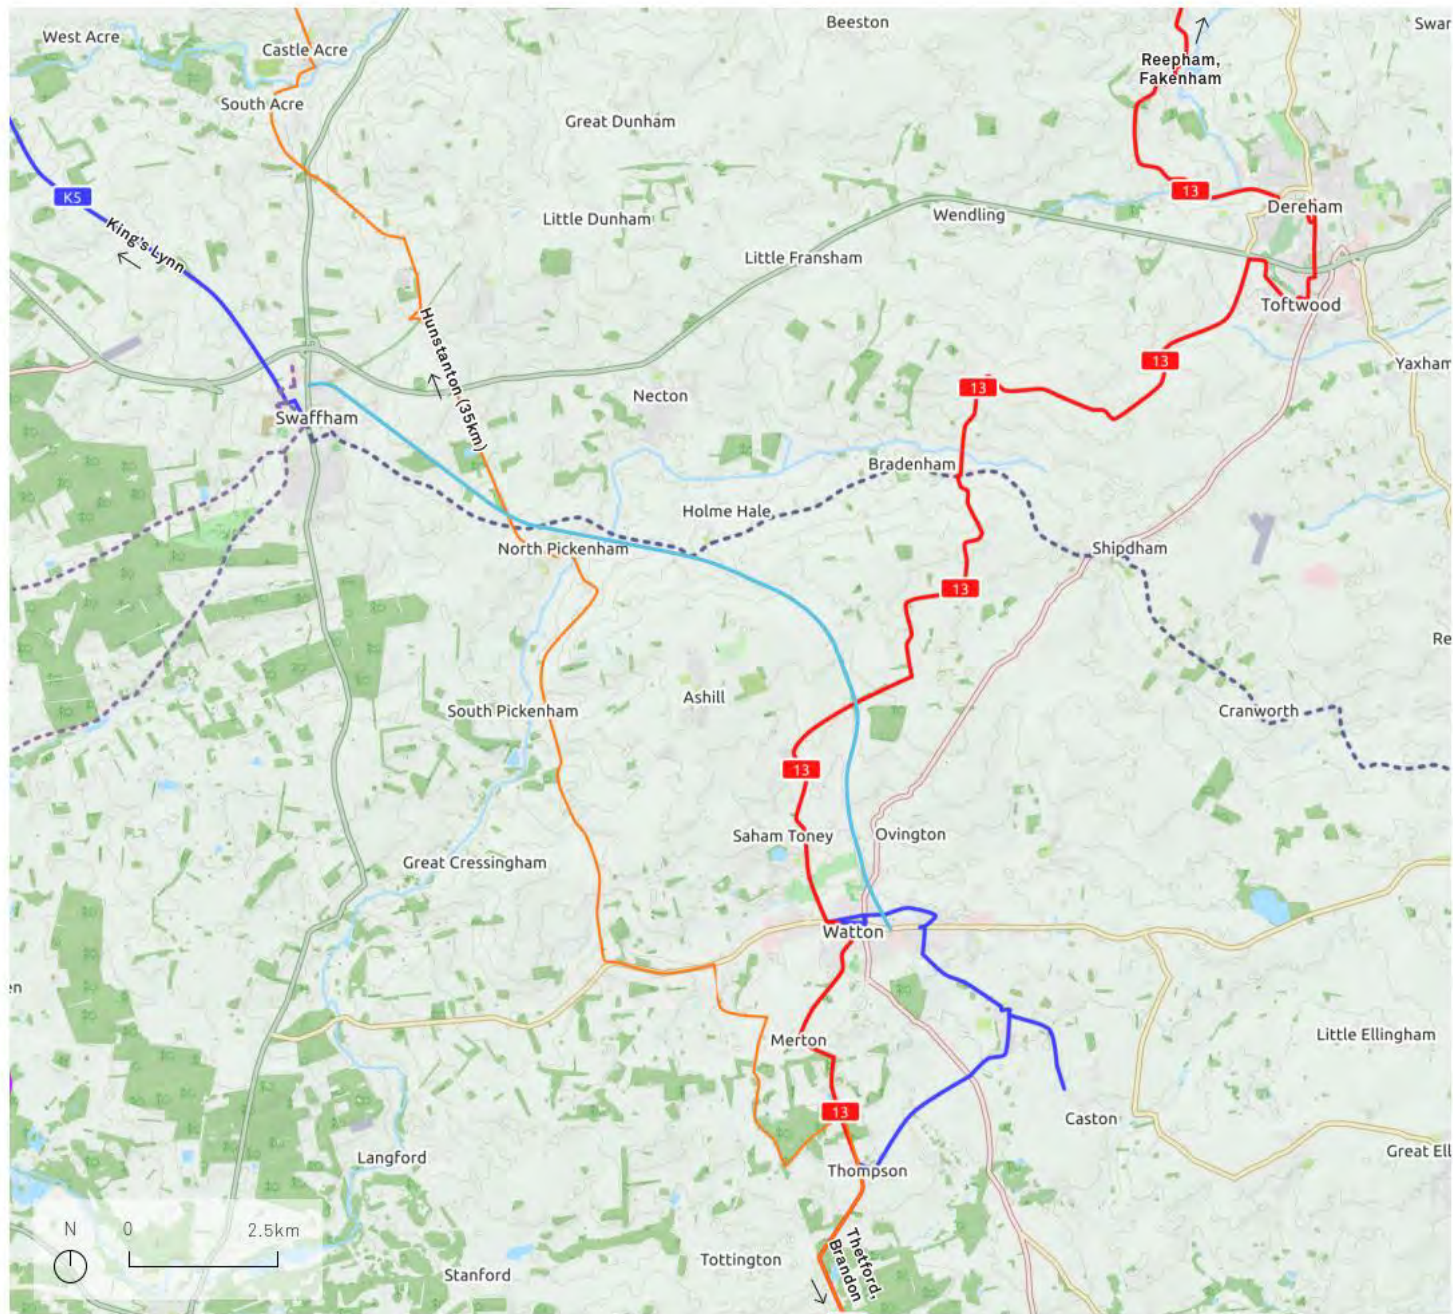 Beeston
Swar
West Acre
Castle Acre
Reepham,
Fakenham
South Acre
Great Dunham
K5
13
Dereham
Little Dunham
Wendling
King's Lynn
Little Fransham
Toftwood
Hunstanton (35km)
13
Yaxham
13
Necton
Swaffham
Bradenham
Holme Hale
North Pickenham
Shipdham
13
Re
Ashill
South Pickenham
Cranworth
13
Saham Toney
Ovington
Great Cressingham
Watton
en
Little Ellingham
Merton
13
Caston
Great Ell
Langford
Thompson
N
0
2.5km
Thetford,
Brandon
Tottington
Stanford